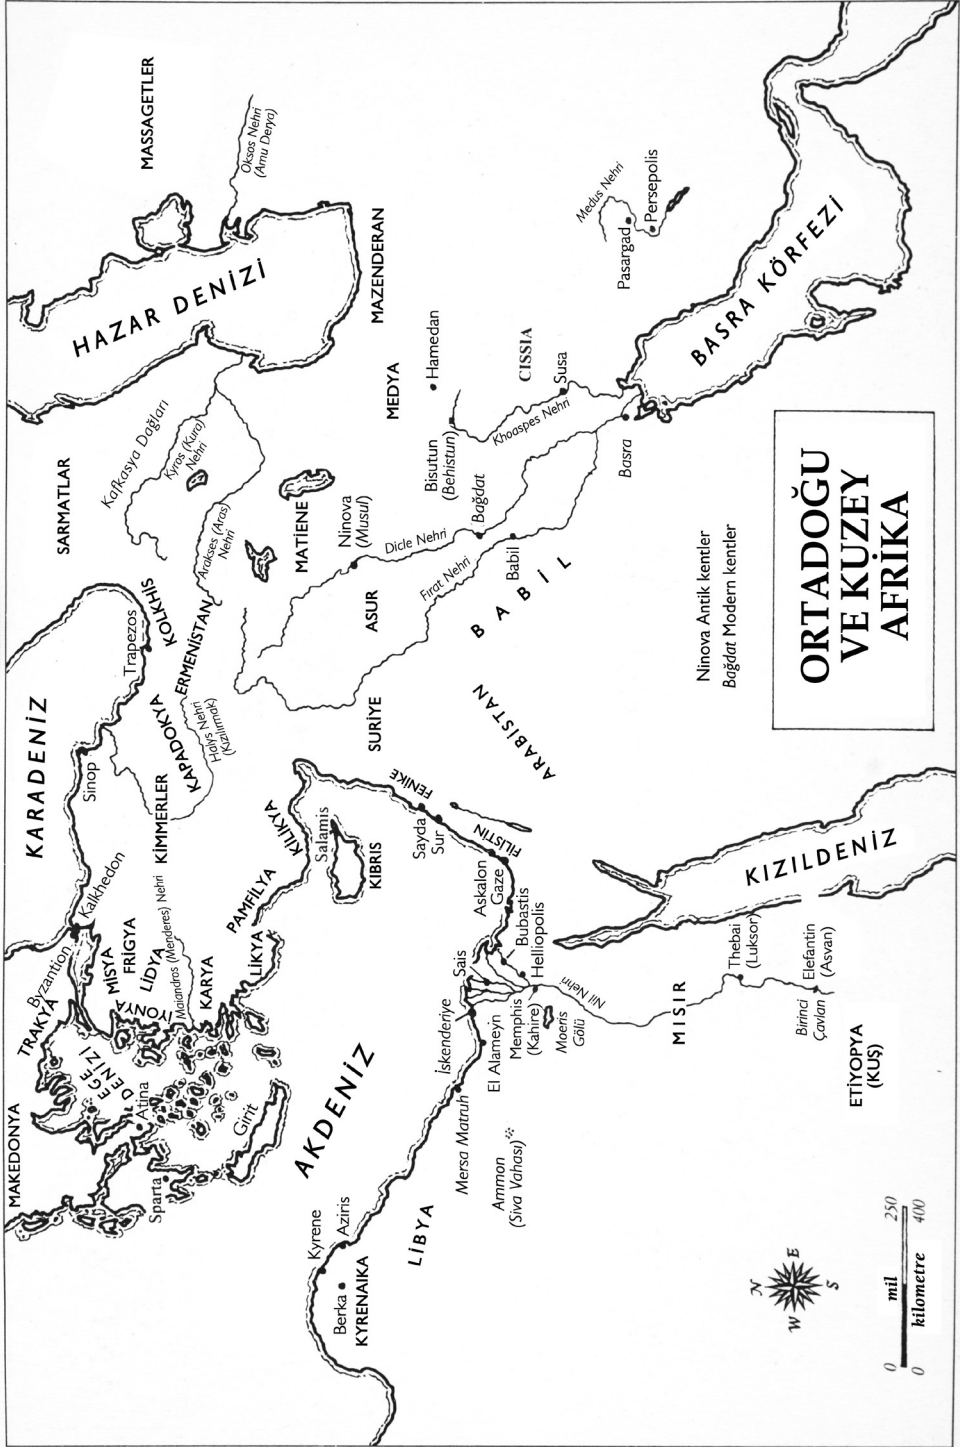 ORTADOĞU
VE KUZEY
AFRİKA
Ninova Antik kentler
Bağdat Modern kentler
MAKEDONYA
TRAKYA
Byzantion
Kalkhedon
KARADENİZ
Sinop
Trapezos
KOLKHİS
SARMATLAR
Kafkasya Dağları
Kyros (Kura)
Nehri
HAZAR DENİZİ
MASSAGETLER
Oksos Nehri
(Amu Derya)
EGE
DENİZİ
MİSYA
FRİGYA
LİDYA
İYONYA
Maiandros (Menderes) Nehri
KİMMERLER
KAPADOKYA
Halys Nehri
(Kızılırmak)
ERMENİSTAN
Arakses (Aras)
Nehri
Atina
Sparta
Girit
KARYA
LİKYA
PAMFİLYA
KİLİKYA
MATİENE
MAZENDERAN
Salamis
KIBRIS
SURİYE
ASUR
Ninova
(Musul)
Dicle Nehri
MEDYA
Hamedan
Bisutun
(Behistun)
AKDENİZ
FENİKE
Sayda
Sur
FİLİSTİN
Askalon
Gaze
Fırat Nehri
Bağdat
Babil
BABİL
Khoaspes Nehri
CISSIA
Susa
Basra
Medus Nehri
Pasargad
Persepolis
BASRA KÖRFEZİ
ARABİSTAN
Kyrene
Aziris
Berka
KYRENAIKA
LİBYA
Mersa Matruh
El Alameyn
İskenderiye
Sais
Bubastis
Helliopolis
Memphis
(Kahire)
Moeris
Gölü
Nil Nehri
Ammon
(Siva Vahası)
MISIR
KIZILDENİZ
Thebai
(Luksor)
Elefantin
(Asvan)
Birinci
Çavlan
ETİYOPYA
(KUŞ)
N
W
E
S
0
mil
250
0
kilometre
400